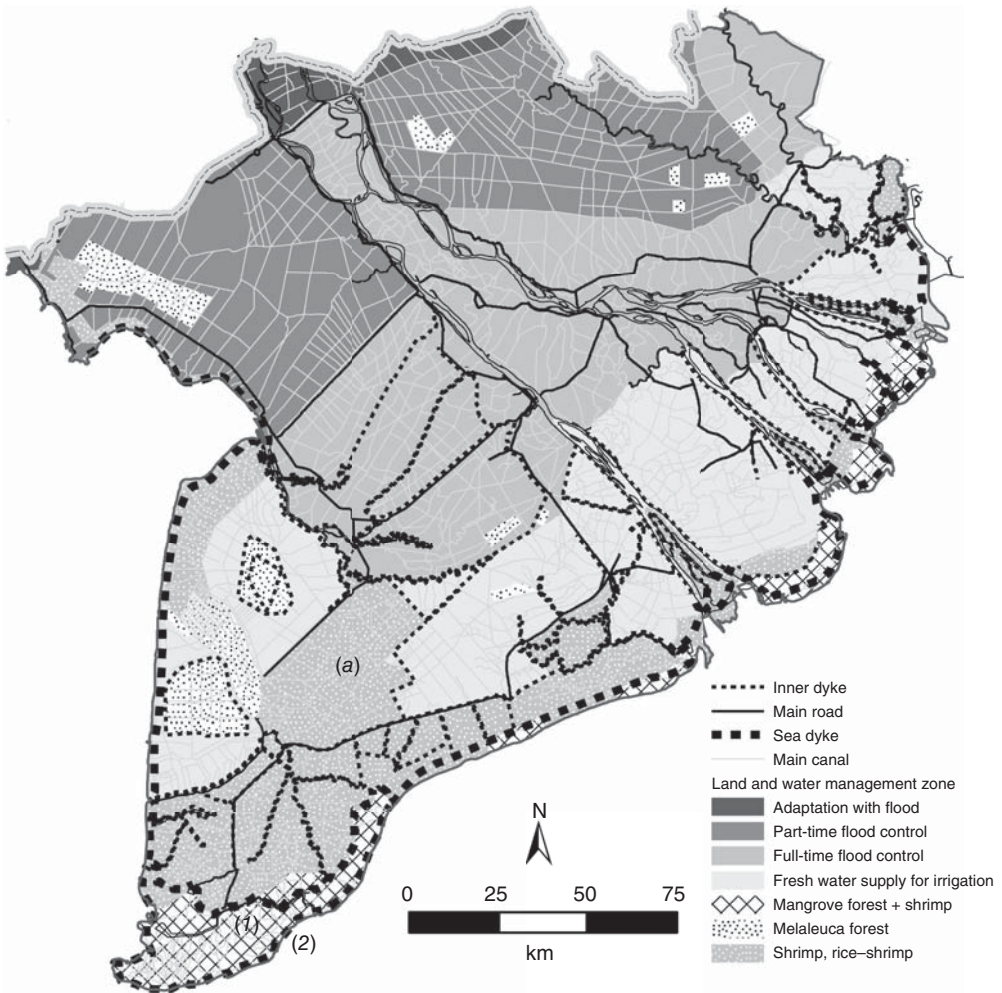 (a)
(1)
(2)
N
0 25 50 75
km
Inner dyke
Main road
Sea dyke
Main canal
Land and water management zone
Adaptation with flood
Part-time flood control
Full-time flood control
Fresh water supply for irrigation
Mangrove forest + shrimp
Melaleuca forest
Shrimp, rice–shrimp